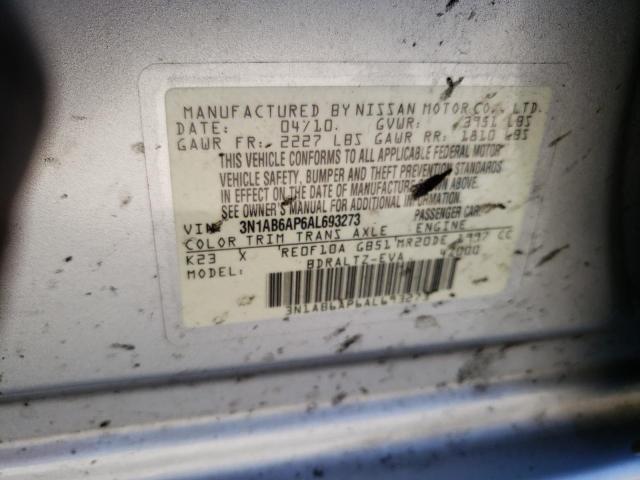 MANUFACTURED BY NISSAN MOTOR CO., LTD.
DATE: 04/10. GVWR: 3951 LBS
GAWR FR: 2227 LBS GAWR RR: 1810 LBS
THIS VEHICLE CONFORMS TO ALL APPLICABLE FEDERAL MOTOR
VEHICLE SAFETY, BUMPER AND THEFT PREVENTION STANDARDS
IN EFFECT ON THE DATE OF MANUFACTURE SHOWN ABOVE.
SEE OWNER'S MANUAL FOR ADDITIONAL INFORMATION.
VIN: 3N1AB6AP6AL693273 PASSENGER CAR
COLOR TRIM TRANS AXLE ENGINE
K23 X RE0F10A GB51 MR20DE 1997 CC
MODEL: BDRALTZ-EVA 42000
3N1AB6AP6AL693273